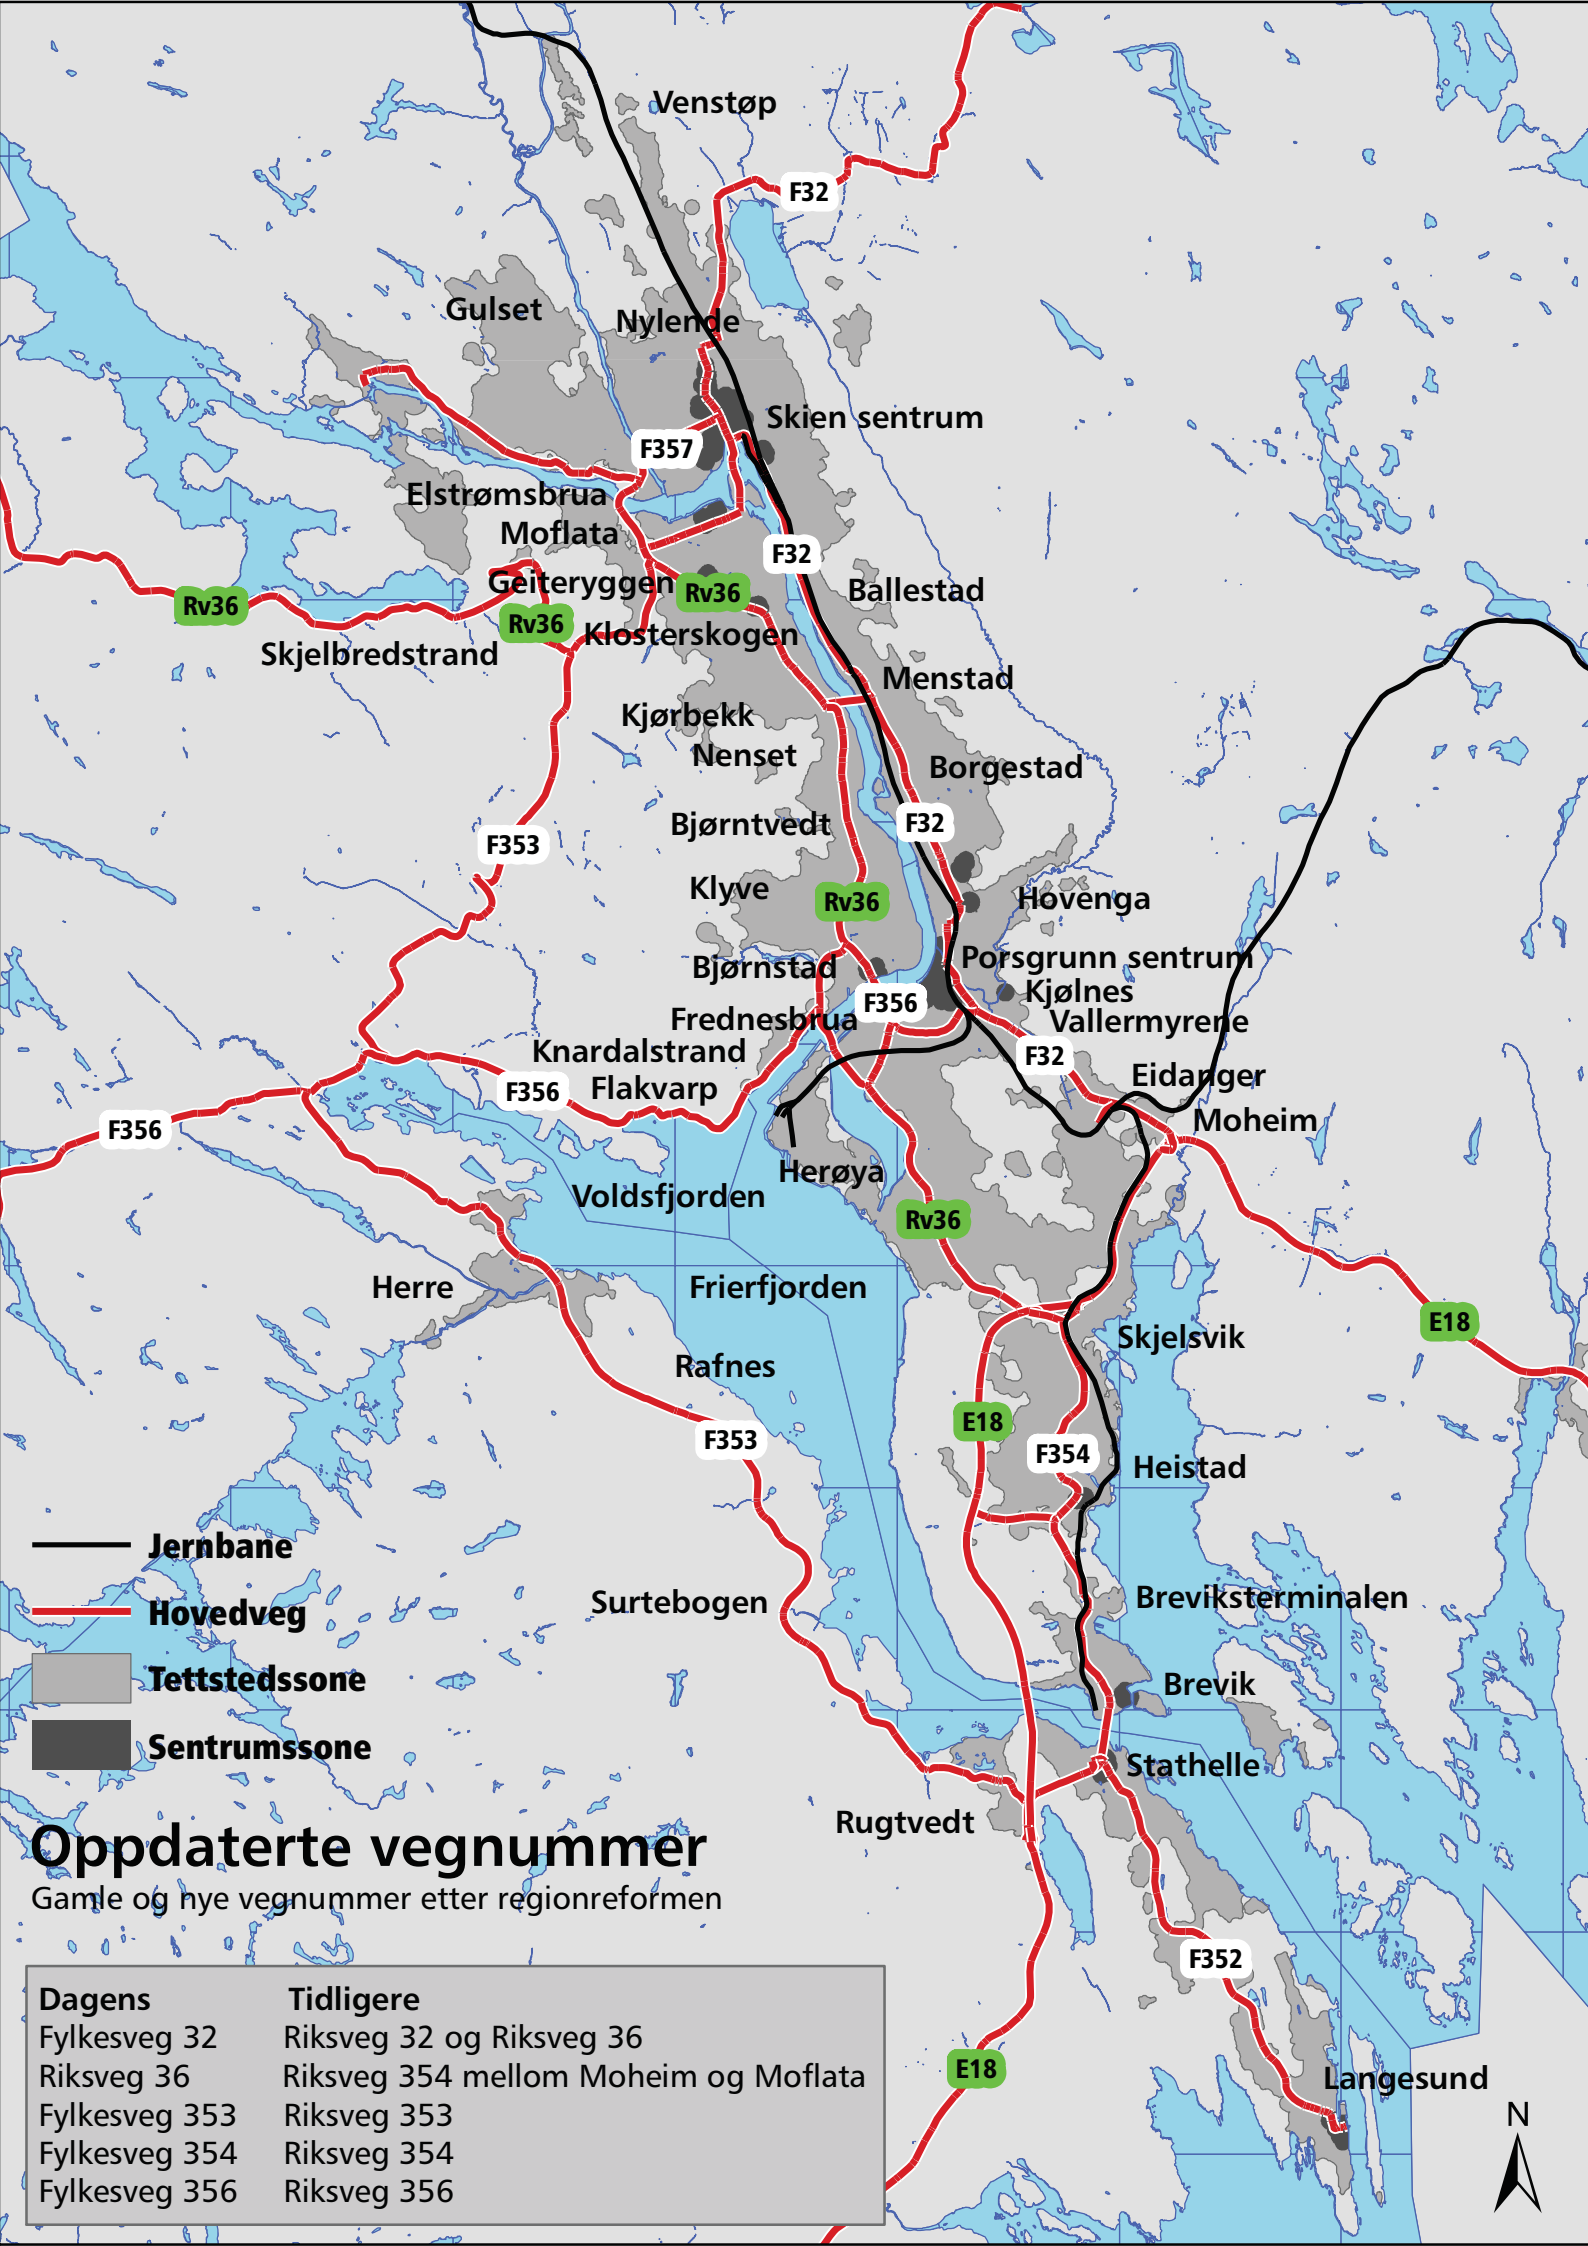 Venstøp
F32
Gulset
Nylende
Skien sentrum
F357
Elstrømsbrua
Moflata
F32
Geiteryggen
Rv36
Ballestad
Rv36
Rv36
Klosterskogen
Skjelbredstrand
Menstad
Kjørbekk
Nenset
Borgestad
Bjørntvedt
F32
F353
Klyve
Rv36
Hovenga
Porsgrunn sentrum
Bjørnstad
Kjølnes
F356
Frednesbrua
Vallermyrene
Knardalstrand
F32
Eidanger
F356
Flakvarp
Moheim
F356
Herøya
Voldsfjorden
Rv36
Herre
Frierfjorden
E18
Skjelsvik
Rafnes
E18
F353
F354
Heistad
Jernbane
Breviksterminalen
Surtebogen
Hovedveg
Tettstedssone
Brevik
Sentrumssone
Stathelle
Rugtvedt
Oppdaterte vegnummer
Gamle og nye vegnummer etter regionreformen
F352
Dagens Tidligere
Fylkesveg 32 Riksveg 32 og Riksveg 36
Riksveg 36 Riksveg 354 mellom Moheim og Moflata
Fylkesveg 353 Riksveg 353
Fylkesveg 354 Riksveg 354
Fylkesveg 356 Riksveg 356
E18
Langesund
N